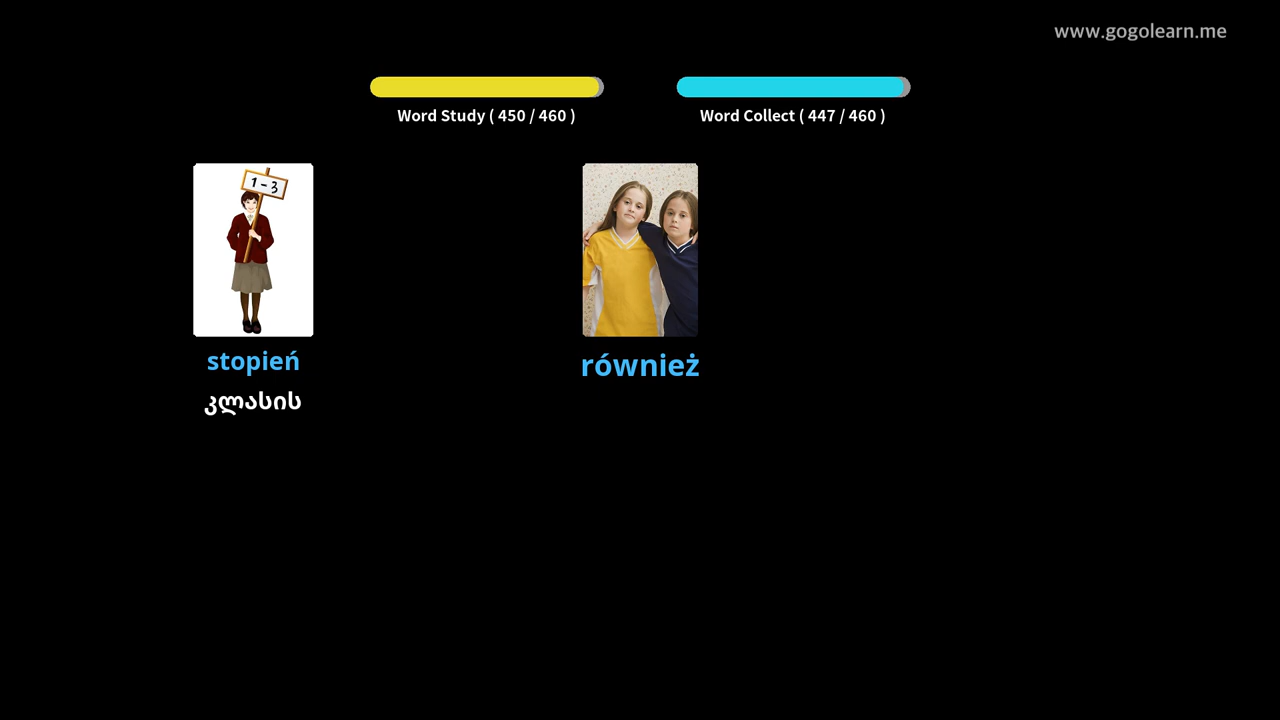 www.gogolearn.me
Word Study ( 450 / 460 )
Word Collect ( 447 / 460 )
1 - 3
stopień
კლასის
również